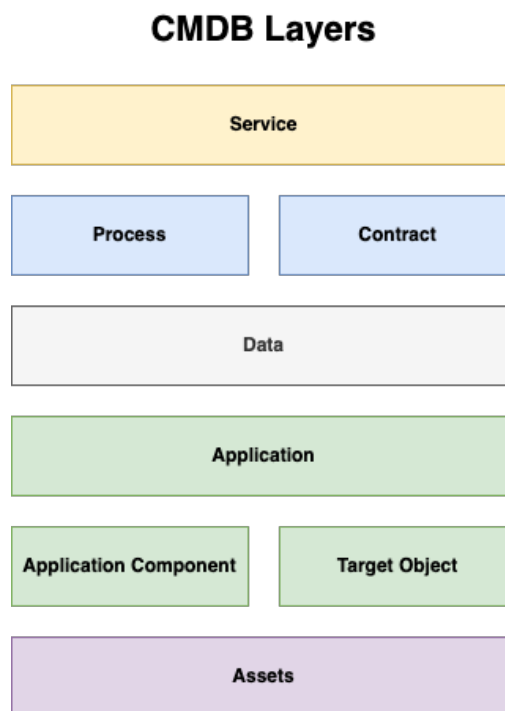 CMDB Layers
Service
Process
Contract
Data
Application
Application Component
Target Object
Assets